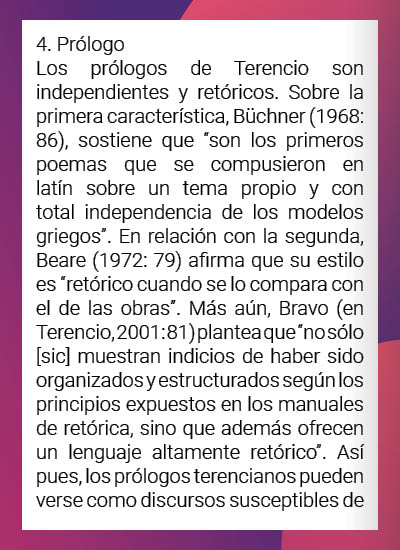 4. Prólogo
Los prólogos de Terencio son
independientes y retóricos. Sobre la
primera característica, Büchner (1968:
86), sostiene que “son los primeros
poemas que se compusieron en
latín sobre un tema propio y con
total independencia de los modelos
griegos”. En relación con la segunda,
Beare (1972: 79) afirma que su estilo
es “retórico cuando se lo compara con
el de las obras”. Más aún, Bravo (en
Terencio, 2001: 81) plantea que “no sólo
[sic] muestran indicios de haber sido
organizados y estructurados según los
principios expuestos en los manuales
de retórica, sino que además ofrecen
un lenguaje altamente retórico”. Así
pues, los prólogos terencianos pueden
verse como discursos susceptibles de